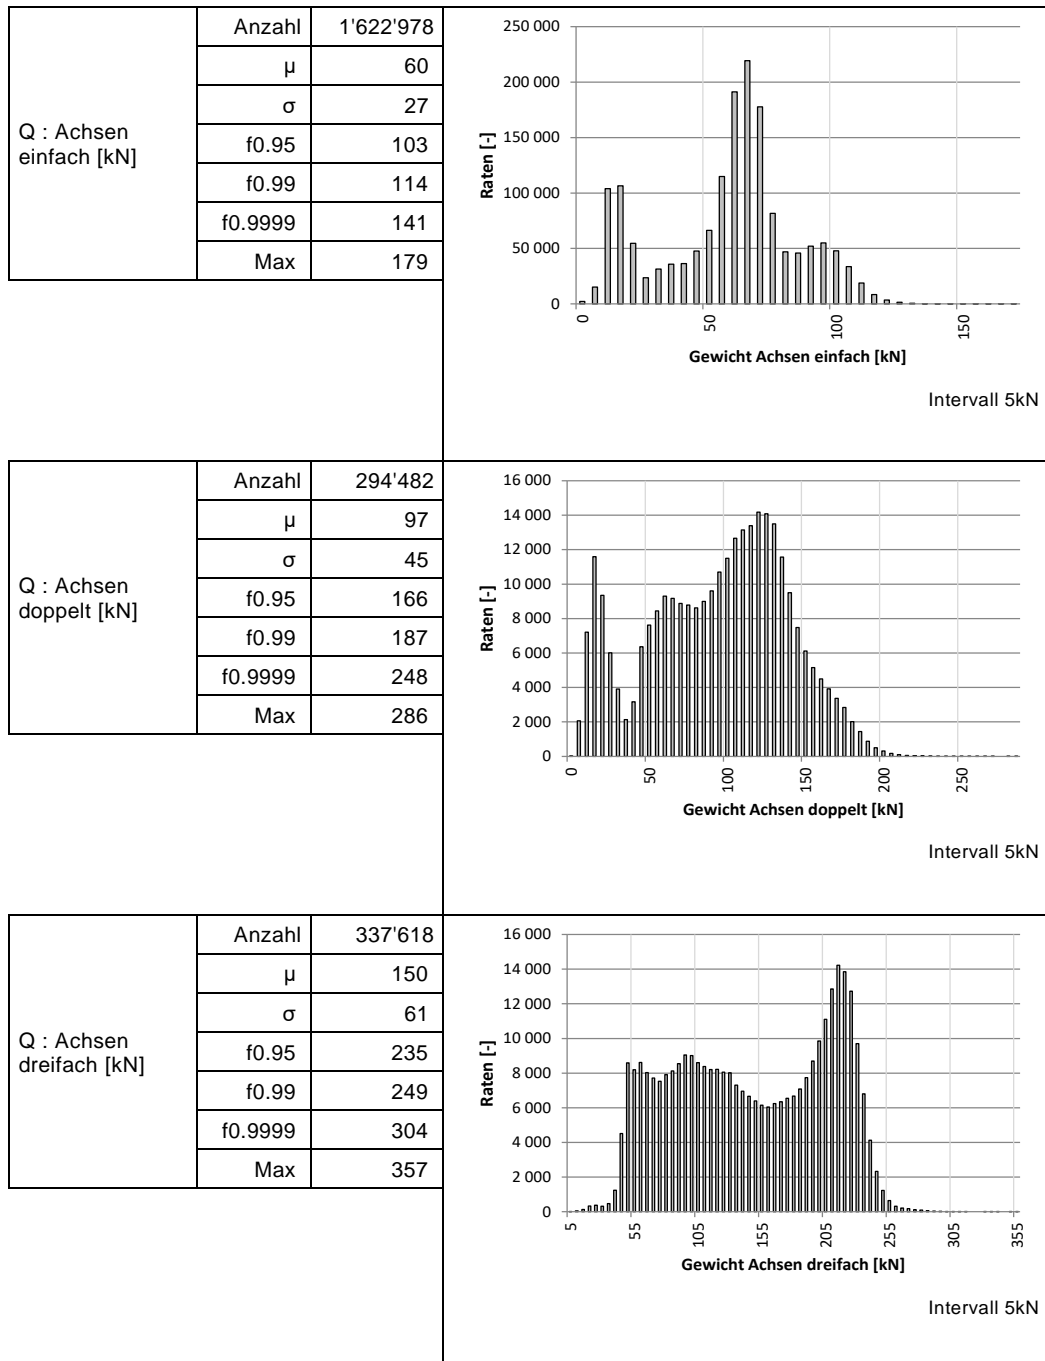 Q : Achsen
einfach [kN]
Anzahl 1'622'978
µ 60
σ 27
f0.95 103
f0.99 114
f0.9999 141
Max 179
250 000
200 000
150 000
100 000
50 000
0
Raten [-]
0 50 100 150
Gewicht Achsen einfach [kN]
Intervall 5kN
Q : Achsen
doppelt [kN]
Anzahl 294'482
µ 97
σ 45
f0.95 166
f0.99 187
f0.9999 248
Max 286
16 000
14 000
12 000
10 000
8 000
6 000
4 000
2 000
0
Raten [-]
0 50 100 150 200 250
Gewicht Achsen doppelt [kN]
Intervall 5kN
Q : Achsen
dreifach [kN]
Anzahl 337'618
µ 150
σ 61
f0.95 235
f0.99 249
f0.9999 304
Max 357
16 000
14 000
12 000
10 000
8 000
6 000
4 000
2 000
0
Raten [-]
5 55 105 155 205 255 305 355
Gewicht Achsen dreifach [kN]
Intervall 5kN